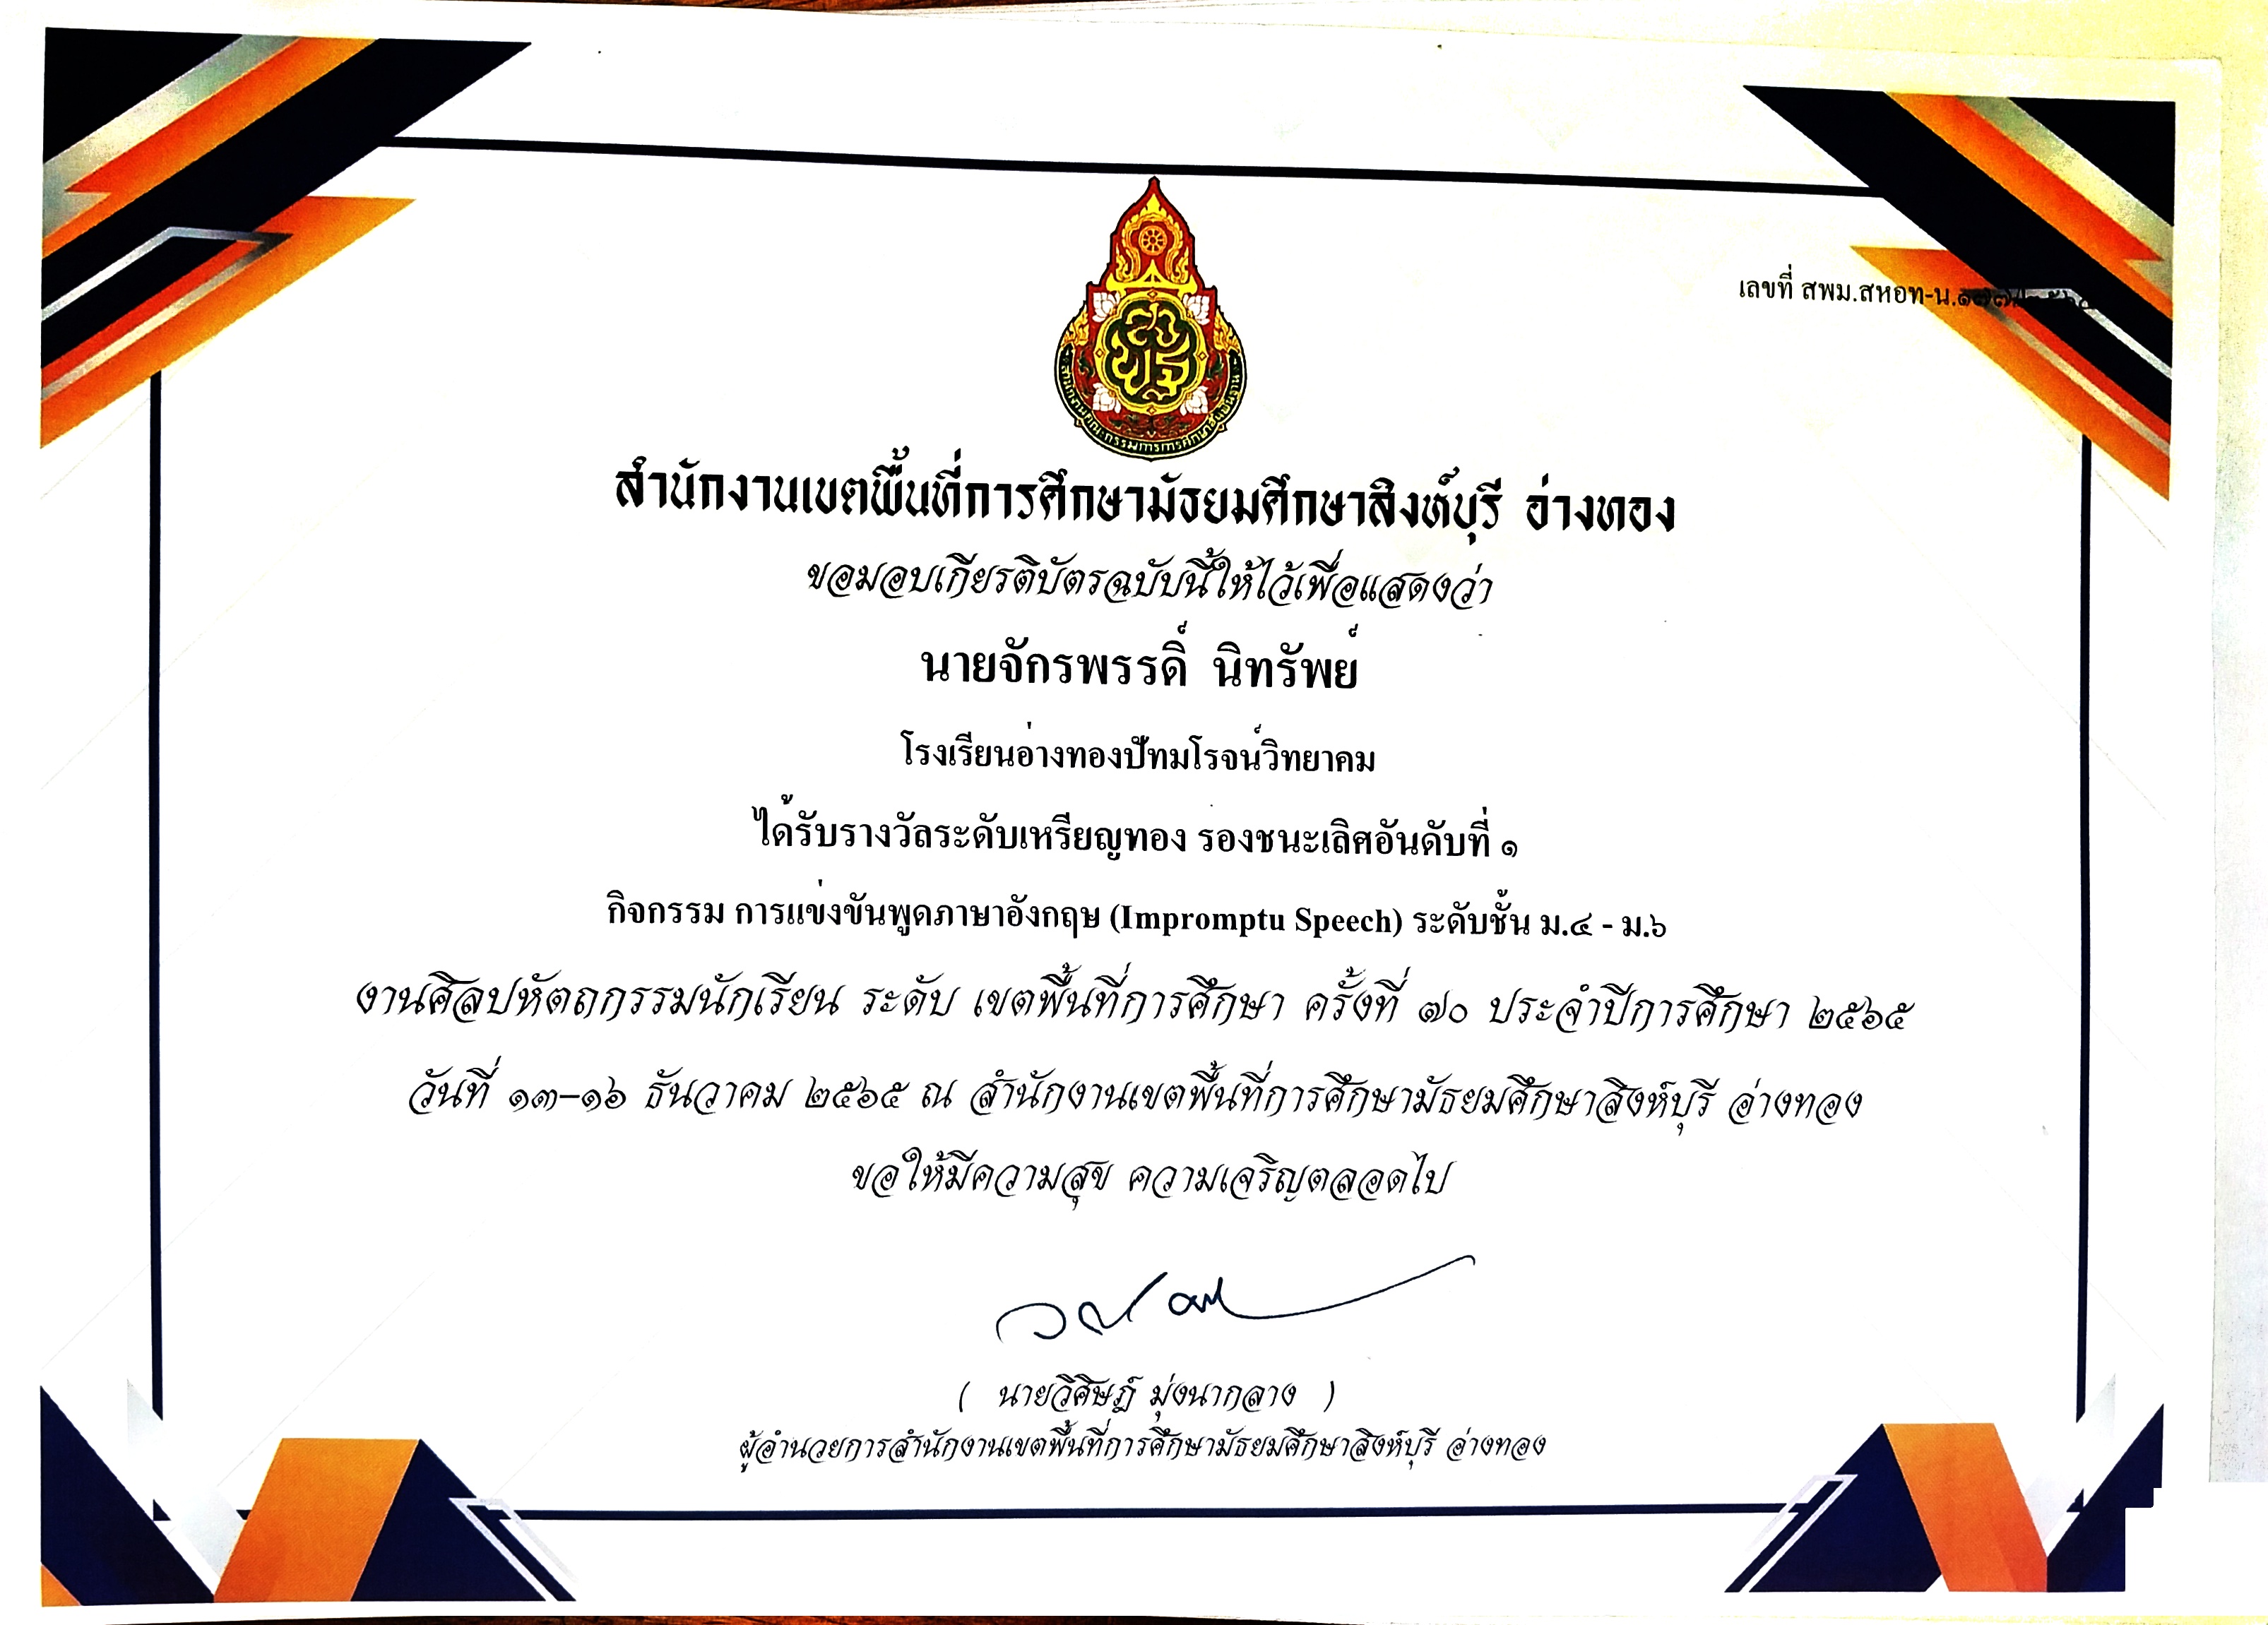 เลขที่ สพม.สหอท-น.
สพฐ
สำนักงานคณะกรรมการการศึกษาขั้นพื้นฐาน
สำนักงานเขตพื้นที่การศึกษามัธยมศึกษาสิงห์บุรี อ่างทอง
ขอมอบเกียรติบัตรฉบับนี้ให้ไว้เพื่อแสดงว่า
นายจักรพรรดิ์ นิทรัพย์
โรงเรียนอ่างทองปัทมโรจน์วิทยาคม
ได้รับรางวัลระดับเหรียญทอง รองชนะเลิศอันดับที่ ๑
กิจกรรม การแข่งขันพูดภาษาอังกฤษ (Impromptu Speech) ระดับชั้น ม.๔ - ม.๖
งานศิลปหัตถกรรมนักเรียน ระดับ เขตพื้นที่การศึกษา ครั้งที่ ๗๐ ประจำปีการศึกษา ๒๕๖๕
วันที่ ๑๓-๑๖ ธันวาคม ๒๕๖๕ ณ สำนักงานเขตพื้นที่การศึกษามัธยมศึกษาสิงห์บุรี อ่างทอง
ขอให้มีความสุข ความเจริญตลอดไป
( นายวิศิษฎ์ มุ่งนากลาง )
ผู้อำนวยการสำนักงานเขตพื้นที่การศึกษามัธยมศึกษาสิงห์บุรี อ่างทอง